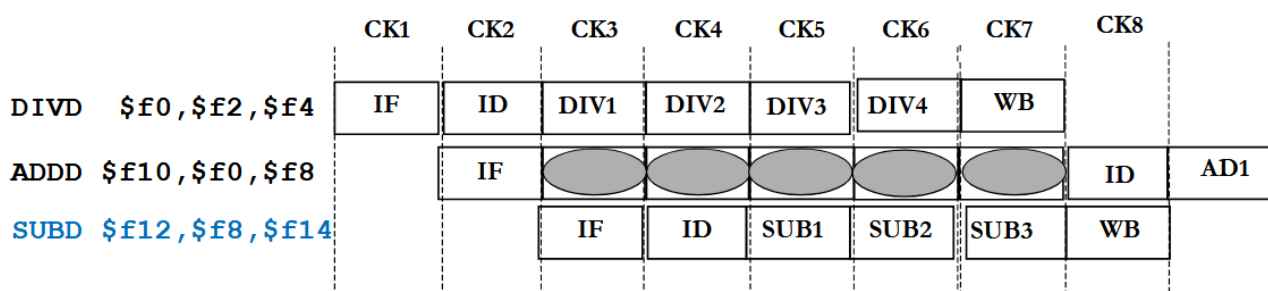 CK1 CK2 CK3 CK4 CK5 CK6 CK7 CK8
DIVD $f0,$f2,$f4 IF ID DIV1 DIV2 DIV3 DIV4 WB
ADDD $f10,$f0,$f8 IF ID AD1
SUBD $f12,$f8,$f14 IF ID SUB1 SUB2 SUB3 WB